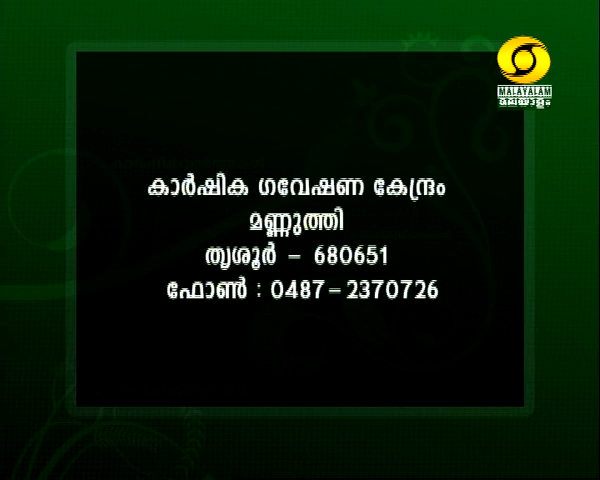 MALAYALAM
മലയാളം
കാർഷിക ഗവേഷണ കേന്ദ്രം
മണ്ണുത്തി
തൃശൂർ - 680651
ഫോൺ : 0487-2370726